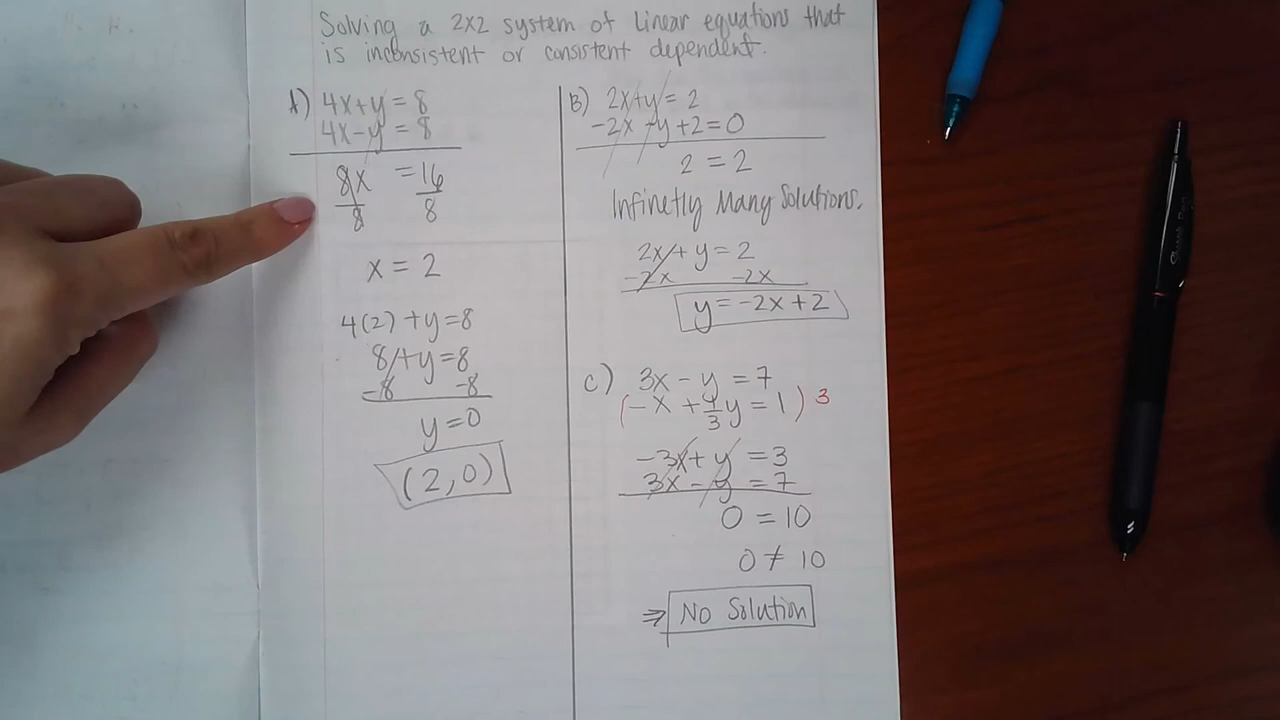 Solving a 2x2 system of linear equations that
is inconsistent or consistent dependent.
A) 4x+y = 8
4x-y = 8
8x = 16
8 8
x = 2
4(2) + y = 8
8 + y = 8
-8 -8
y = 0
(2,0)
B) 2x+y = 2
-2x -y +2 = 0
2 = 2
Infinetly Many Solutions.
2x + y = 2
-2x -2x
y = -2x + 2
C) 3x - y = 7
(-x + 1/3 y = 1) 3
-3x + y = 3
3x - y = 7
0 = 10
0 ≠ 10
⇒ No Solution